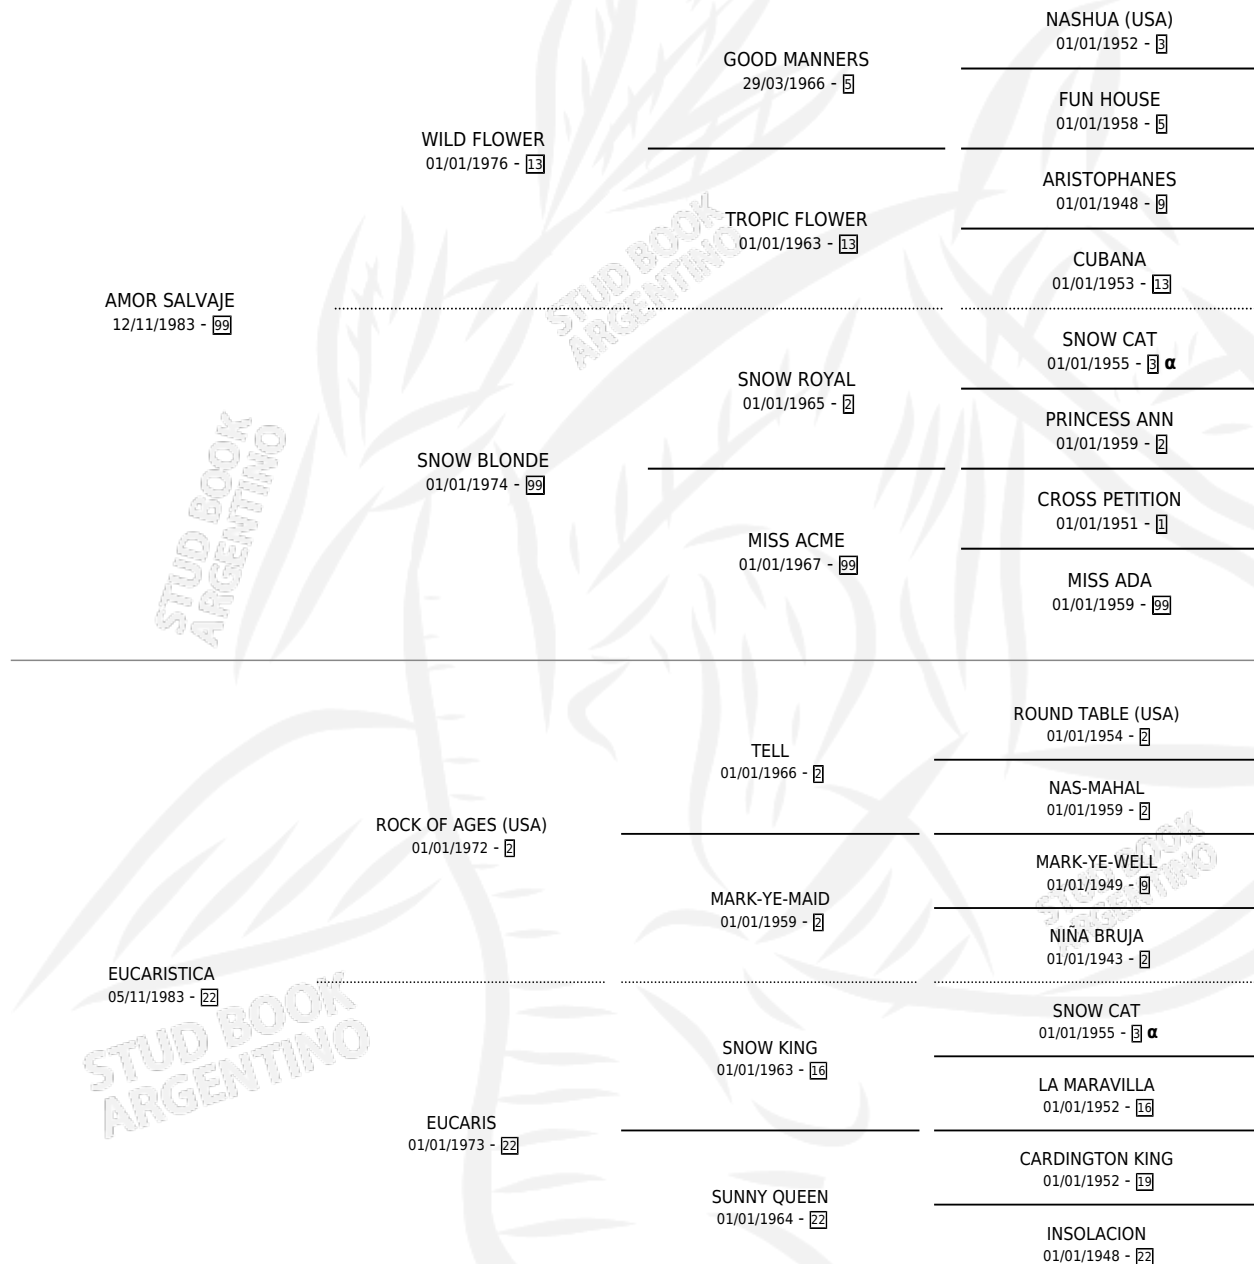 NASHUA (USA)
01/01/1952 - 3
GOOD MANNERS
29/03/1966 - 5
FUN HOUSE
01/01/1958 - 5
WILD FLOWER
01/01/1976 - 13
ARISTOPHANES
01/01/1948 - 9
TROPIC FLOWER
01/01/1963 - 13
CUBANA
01/01/1953 - 13
AMOR SALVAJE
12/11/1983 - 99
SNOW CAT
01/01/1955 - 3 α
SNOW ROYAL
01/01/1965 - 2
PRINCESS ANN
01/01/1959 - 2
SNOW BLONDE
01/01/1974 - 99
CROSS PETITION
01/01/1951 - 1
MISS ACME
01/01/1967 - 99
MISS ADA
01/01/1959 - 99
ROUND TABLE (USA)
01/01/1954 - 2
TELL
01/01/1966 - 2
NAS-MAHAL
01/01/1959 - 2
ROCK OF AGES (USA)
01/01/1972 - 2
MARK-YE-WELL
01/01/1949 - 9
MARK-YE-MAID
01/01/1959 - 2
NIÑA BRUJA
01/01/1943 - 2
EUCARISTICA
05/11/1983 - 22
SNOW CAT
01/01/1955 - 3 α
SNOW KING
01/01/1963 - 16
LA MARAVILLA
01/01/1952 - 16
EUCARIS
01/01/1973 - 22
CARDINGTON KING
01/01/1952 - 19
SUNNY QUEEN
01/01/1964 - 22
INSOLACION
01/01/1948 - 22
STUD BOOK
ARGENTINO
STUD BOOK
ARGENTINO
STUD BOOK
ARGENTINO
STUD BOOK
ARGENTINO